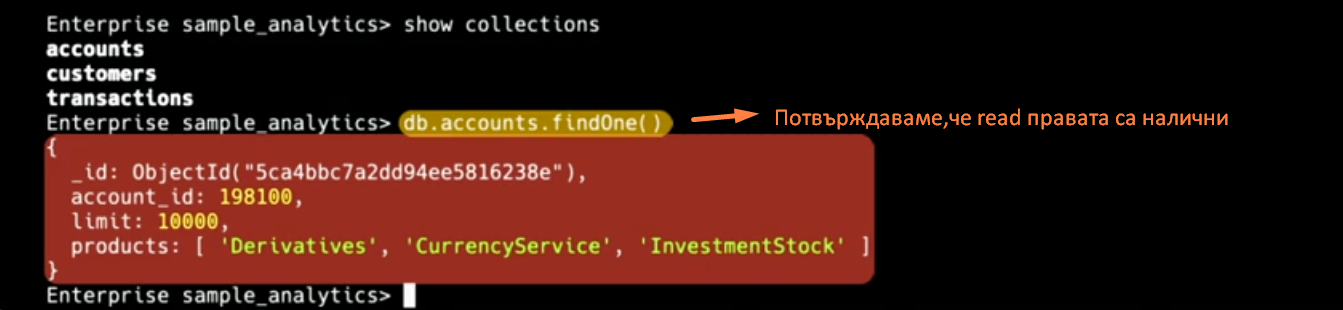 Enterprise sample_analytics> show collections
accounts
customers
transactions
Enterprise sample_analytics> db.accounts.findOne() Потвърждаваме,че read правата са налични
{
  _id: ObjectId("5ca4bbc7a2dd94ee5816238e"),
  account_id: 198100,
  limit: 10000,
  products: [ 'Derivatives', 'CurrencyService', 'InvestmentStock' ]
}
Enterprise sample_analytics>